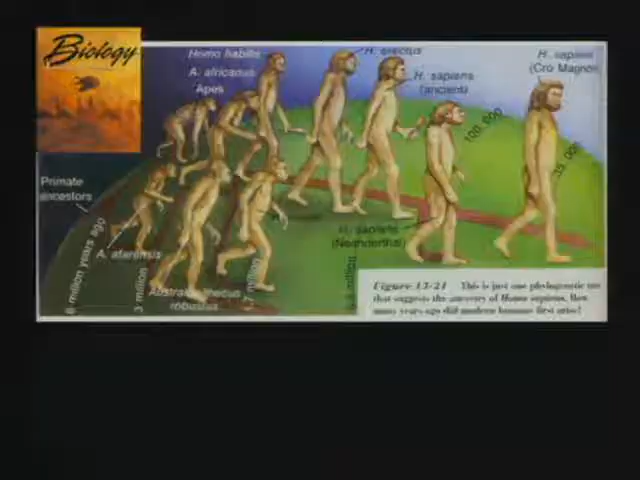 Biology
Homo habilis
A. africanus
Apes
H. erectus
H. sapiens
(ancient)
H. sapiens
(Cro Magnon
100,000
35,000
Primate
ancestors
H. sapiens
(Neanderthal
A. afarensis
6 million years ago
3 million
Australopithecus
robustus
million
million
Figure 13-21 This is just one phylogenetic tree
that suggests the ancestry of Homo sapiens. How
many years ago did modern humans first arise?